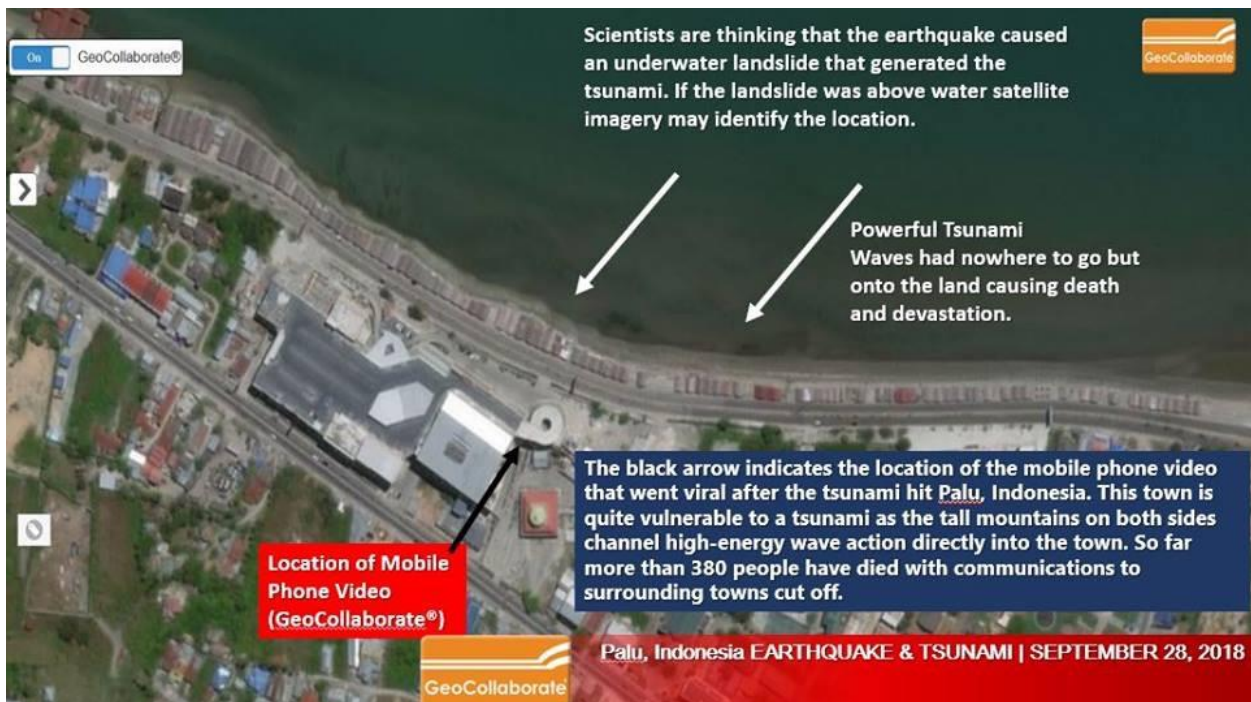 On
GeoCollaborate®
Scientists are thinking that the earthquake caused
an underwater landslide that generated the
tsunami. If the landslide was above water satellite
imagery may identify the location.
GeoCollaborate
Powerful Tsunami
Waves had nowhere to go but
onto the land causing death
and devastation.
The black arrow indicates the location of the mobile phone video
that went viral after the tsunami hit Palu, Indonesia. This town is
quite vulnerable to a tsunami as the tall mountains on both sides
channel high-energy wave action directly into the town. So far
more than 380 people have died with communications to
surrounding towns cut off.
Location of Mobile
Phone Video
(GeoCollaborate®)
GeoCollaborate
Palu, Indonesia EARTHQUAKE & TSUNAMI | SEPTEMBER 28, 2018